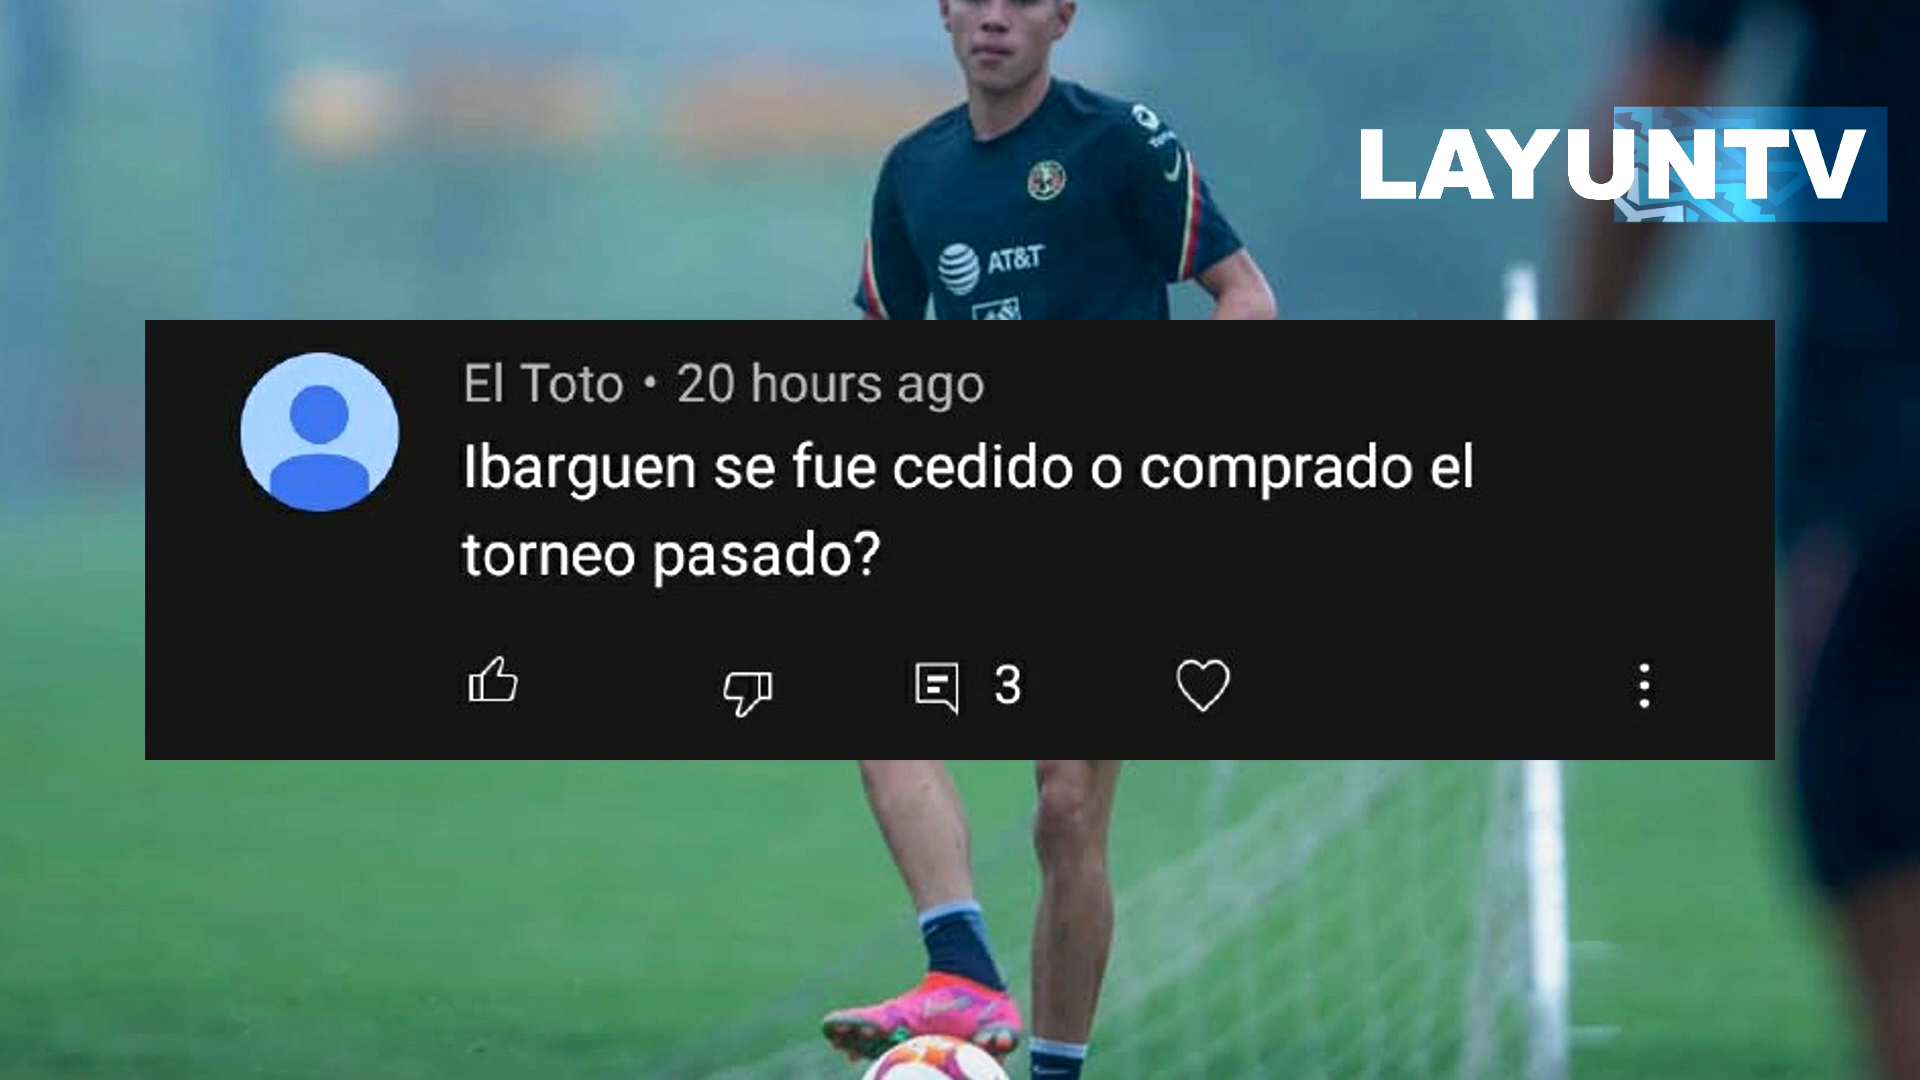 LAYUNTV
AT&T
El Toto • 20 hours ago
Ibarguen se fue cedido o comprado el
torneo pasado?
3